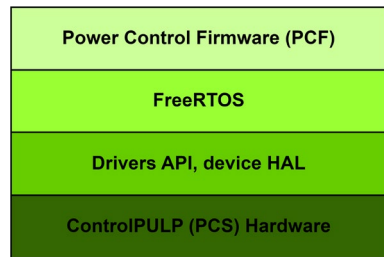 Power Control Firmware (PCF)
FreeRTOS
Drivers API, device HAL
ControlPULP (PCS) Hardware